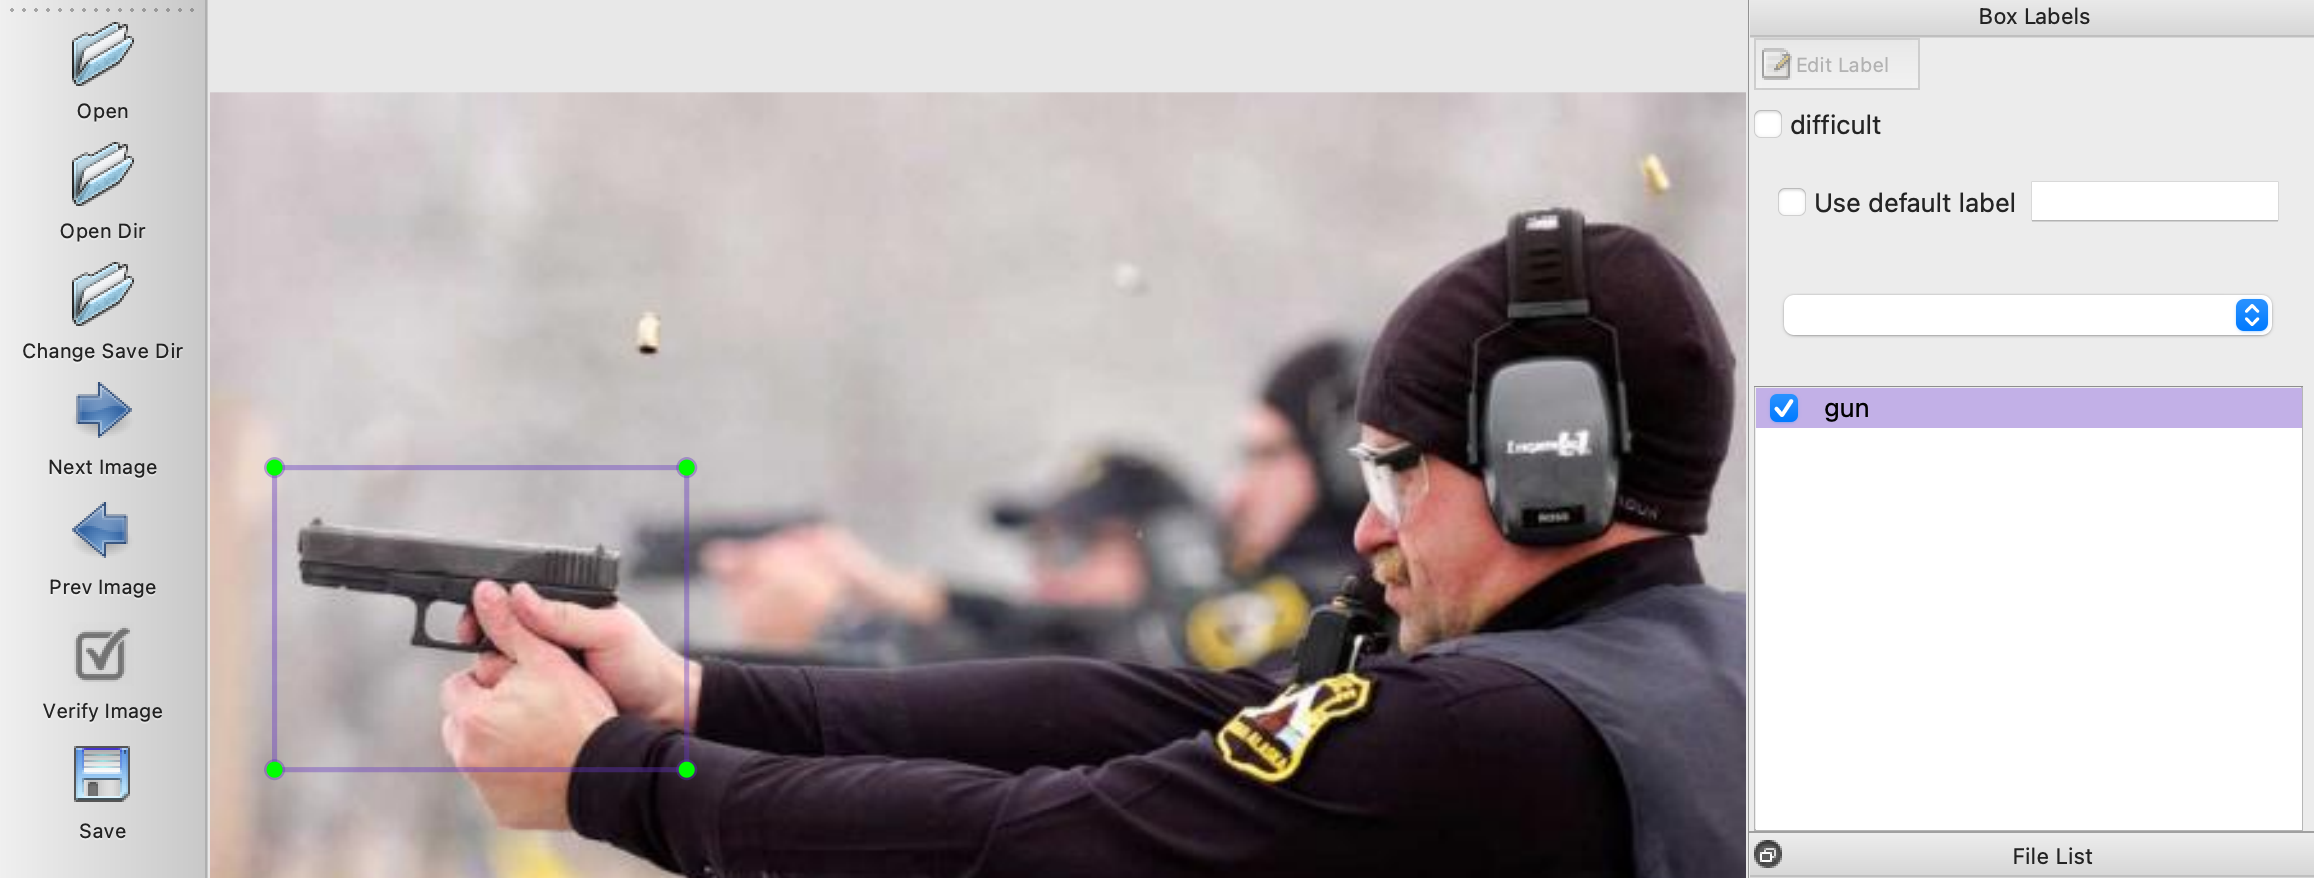 Open
Open Dir
Change Save Dir
Next Image
Prev Image
Verify Image
Save
Box Labels
Edit Label
difficult
Use default label
gun
File List